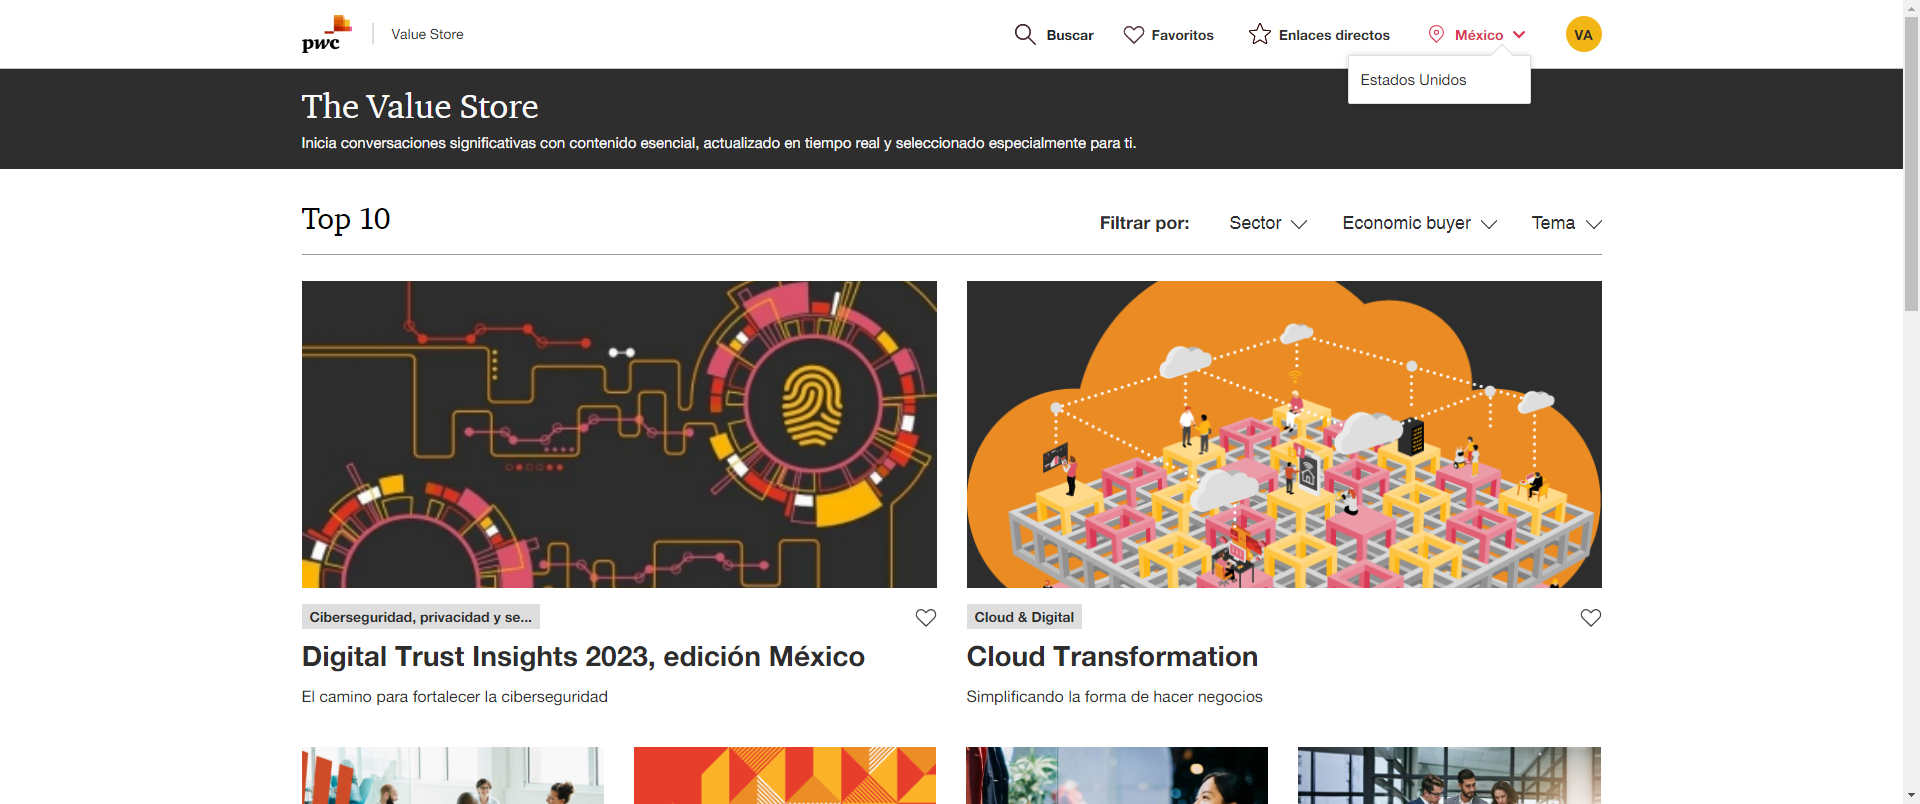 pwc
Value Store
Buscar
Favoritos
Enlaces directos
México
VA
Estados Unidos
The Value Store
Inicia conversaciones significativas con contenido esencial, actualizado en tiempo real y seleccionado especialmente para ti.
Top 10
Filtrar por:
Sector
Economic buyer
Tema
Ciberseguridad, privacidad y se...
Digital Trust Insights 2023, edición México
El camino para fortalecer la ciberseguridad
Cloud & Digital
Cloud Transformation
Simplificando la forma de hacer negocios